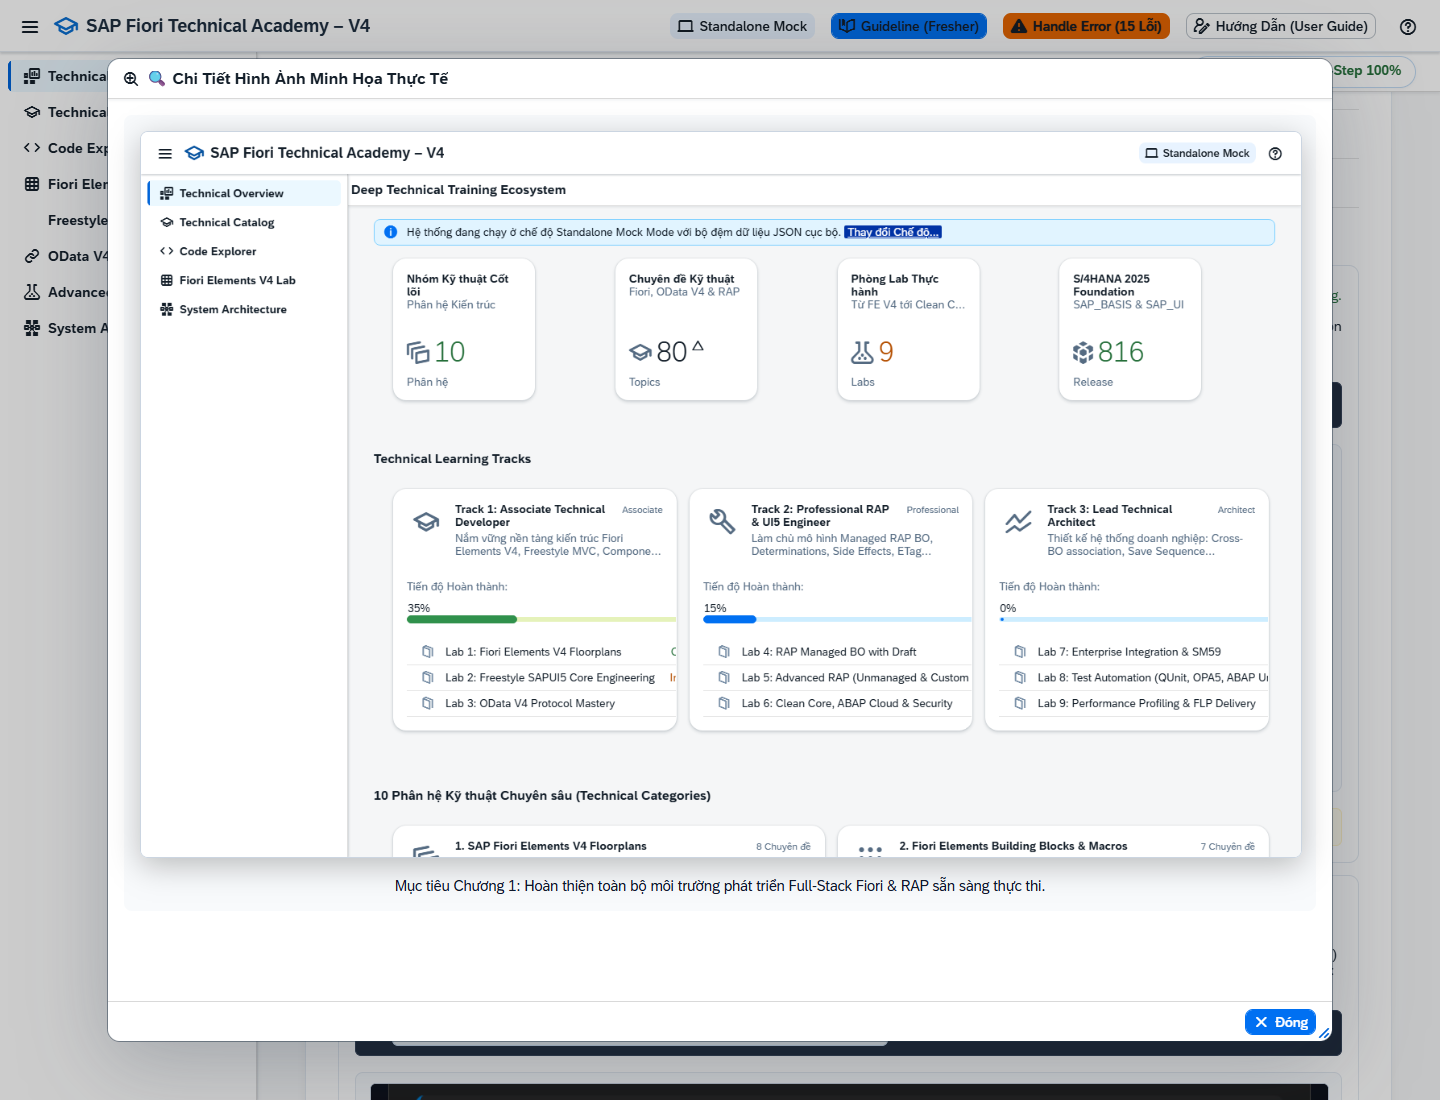 SAP Fiori Technical Academy – V4
Standalone Mock
Guideline (Fresher)
Handle Error (15 Lỗi)
Hướng Dẫn (User Guide)
Technical
Technical
Code Exp
Fiori Elem
Freestyle
OData V4
Advanced
System A
Step 100%
🔍 Chi Tiết Hình Ảnh Minh Họa Thực Tế
SAP Fiori Technical Academy – V4
Standalone Mock
Technical Overview
Technical Catalog
Code Explorer
Fiori Elements V4 Lab
System Architecture
Deep Technical Training Ecosystem
Hệ thống đang chạy ở chế độ Standalone Mock Mode với bộ đệm dữ liệu JSON cục bộ. Thay đổi Chế độ...
Nhóm Kỹ thuật Cốt lõi
Phân hệ Kiến trúc
10
Phân hệ
Chuyên đề Kỹ thuật
Fiori, OData V4 & RAP
80
Topics
Phòng Lab Thực hành
Từ FE V4 tới Clean C...
9
Labs
S/4HANA 2025 Foundation
SAP_BASIS & SAP_UI
816
Release
Technical Learning Tracks
Track 1: Associate Technical Developer
Associate
Nắm vững nền tảng kiến trúc Fiori Elements V4, Freestyle MVC, Compone...
Tiến độ Hoàn thành:
35%
Lab 1: Fiori Elements V4 Floorplans
Lab 2: Freestyle SAPUI5 Core Engineering
Lab 3: OData V4 Protocol Mastery
Track 2: Professional RAP & UI5 Engineer
Professional
Làm chủ mô hình Managed RAP BO, Determinations, Side Effects, ETag...
Tiến độ Hoàn thành:
15%
Lab 4: RAP Managed BO with Draft
Lab 5: Advanced RAP (Unmanaged & Custom
Lab 6: Clean Core, ABAP Cloud & Security
Track 3: Lead Technical Architect
Architect
Thiết kế hệ thống doanh nghiệp: Cross-BO association, Save Sequence...
Tiến độ Hoàn thành:
0%
Lab 7: Enterprise Integration & SM59
Lab 8: Test Automation (QUnit, OPA5, ABAP Un
Lab 9: Performance Profiling & FLP Delivery
10 Phân hệ Kỹ thuật Chuyên sâu (Technical Categories)
1. SAP Fiori Elements V4 Floorplans
8 Chuyên đề
2. Fiori Elements Building Blocks & Macros
7 Chuyên đề
Mục tiêu Chương 1: Hoàn thiện toàn bộ môi trường phát triển Full-Stack Fiori & RAP sẵn sàng thực thi.
Đóng